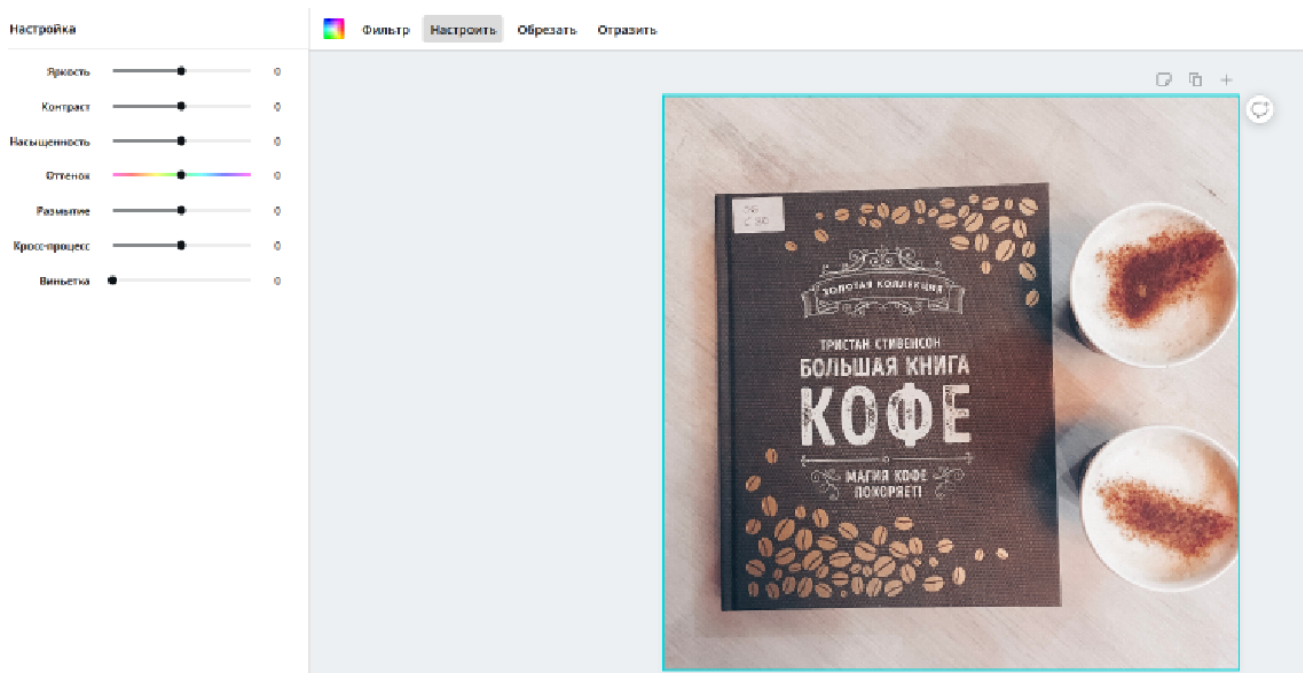 Настройка
Фильтр Настроить Обрезать Отразить
Яркость 0
Контраст 0
Насыщенность 0
Оттенок 0
Размытие 0
Кросс-процесс 0
Виньетка 0
ЗОЛОТАЯ КОЛЛЕКЦИЯ
ТРИСТАН СТИВЕНСОН
БОЛЬШАЯ КНИГА
КОФЕ
МАГИЯ КОФЕ
ПОКОРЯЕТ!